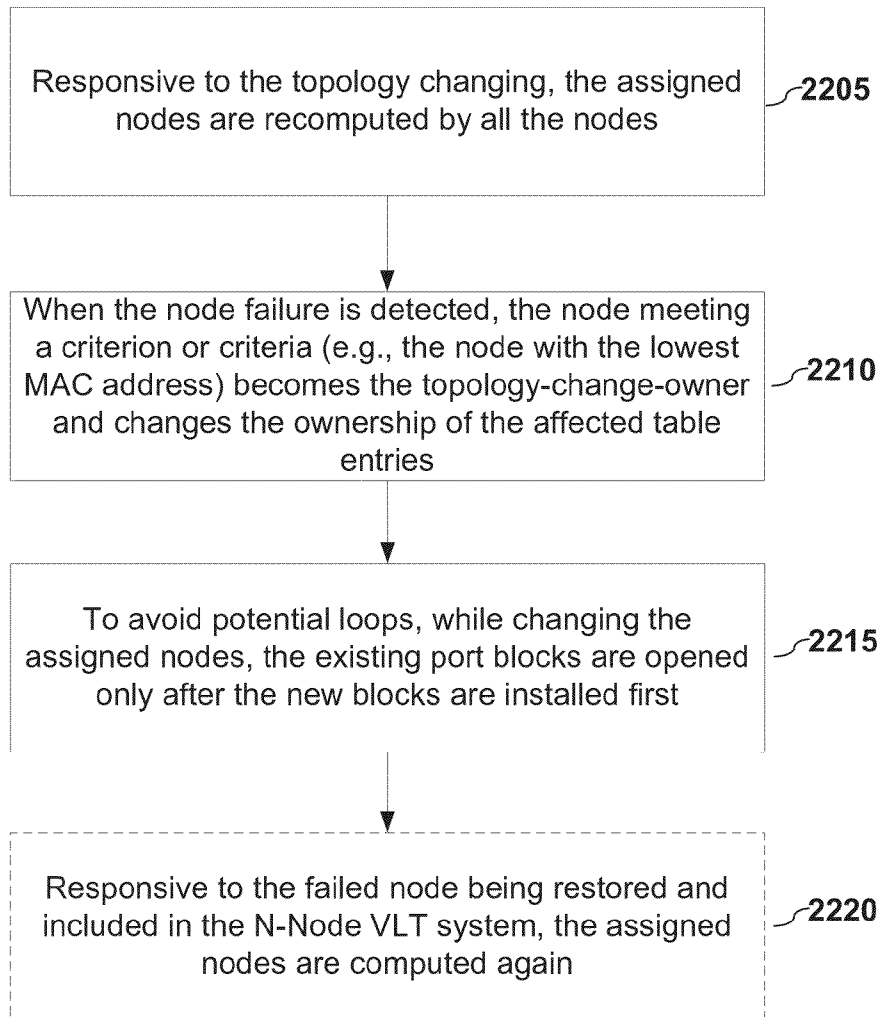 Responsive to the topology changing, the assigned
nodes are recomputed by all the nodes
2205
When the node failure is detected, the node meeting
a criterion or criteria (e.g., the node with the lowest
MAC address) becomes the topology-change-owner
and changes the ownership of the affected table
entries
2210
To avoid potential loops, while changing the
assigned nodes, the existing port blocks are opened
only after the new blocks are installed first
2215
Responsive to the failed node being restored and
included in the N-Node VLT system, the assigned
nodes are computed again
2220